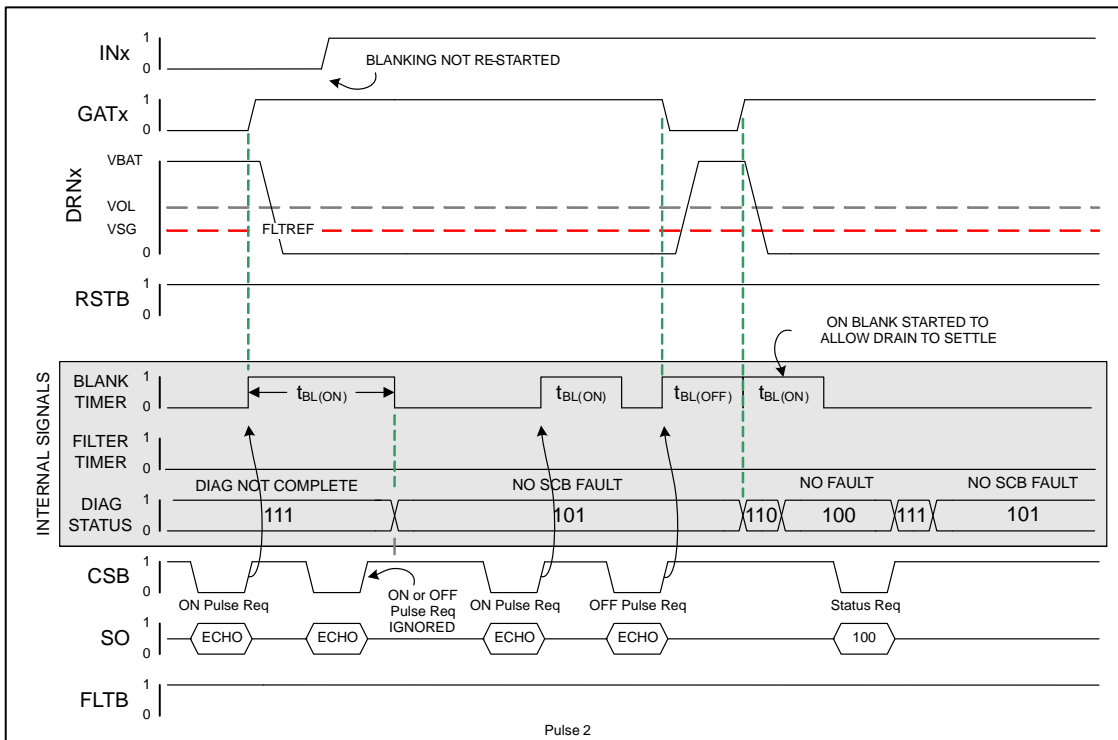 INx
1
0
BLANKING NOT RE-STARTED
GATx
1
0
DRNx
VBAT
VOL
VSG
FLTREF
0
RSTB
1
0
ON BLANK STARTED TO
ALLOW DRAIN TO SETTLE
INTERNAL SIGNALS
BLANK
TIMER
1
0
tBL(ON)
tBL(ON)
tBL(OFF)
tBL(ON)
FILTER
TIMER
1
0
DIAG NOT COMPLETE
NO SCB FAULT
NO FAULT
NO SCB FAULT
DIAG
STATUS
1
0
111
101
110
100
111
101
CSB
1
0
ON Pulse Req
ON or OFF
Pulse Req
IGNORED
ON Pulse Req
OFF Pulse Req
Status Req
SO
1
0
ECHO
ECHO
ECHO
ECHO
100
FLTB
1
0
Pulse 2